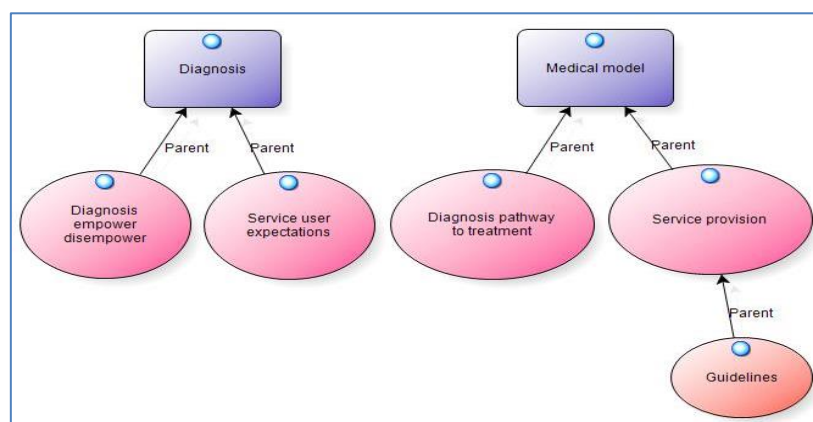 Diagnosis
Medical model
Parent
Parent
Parent
Parent
Diagnosis
empower
disempower
Service user
expectations
Diagnosis pathway
to treatment
Service provision
Parent
Guidelines